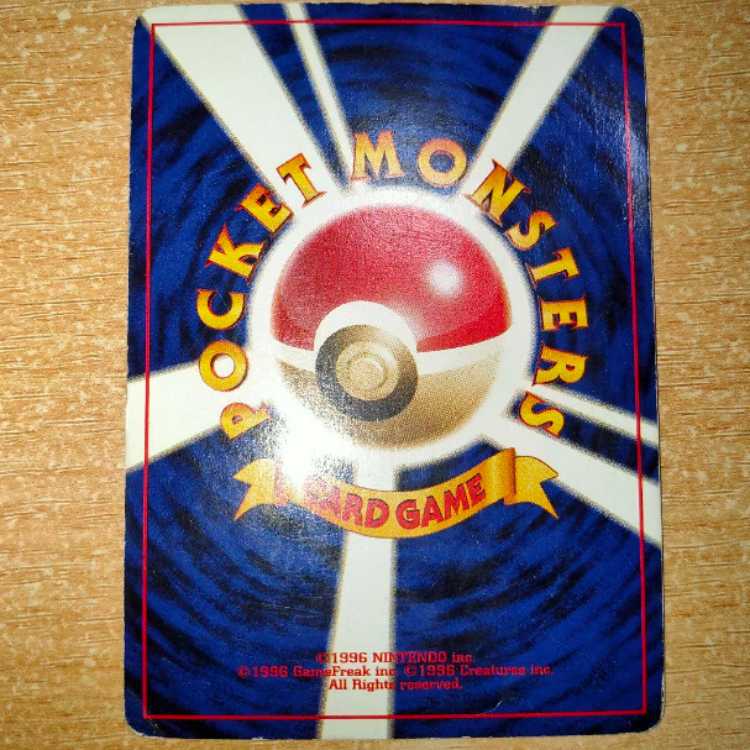 POCKET MONSTERS
CARD GAME
©1996 NINTENDO inc.
©1996 GameFreak inc. ©1996 Creatures inc.
All Rights reserved.